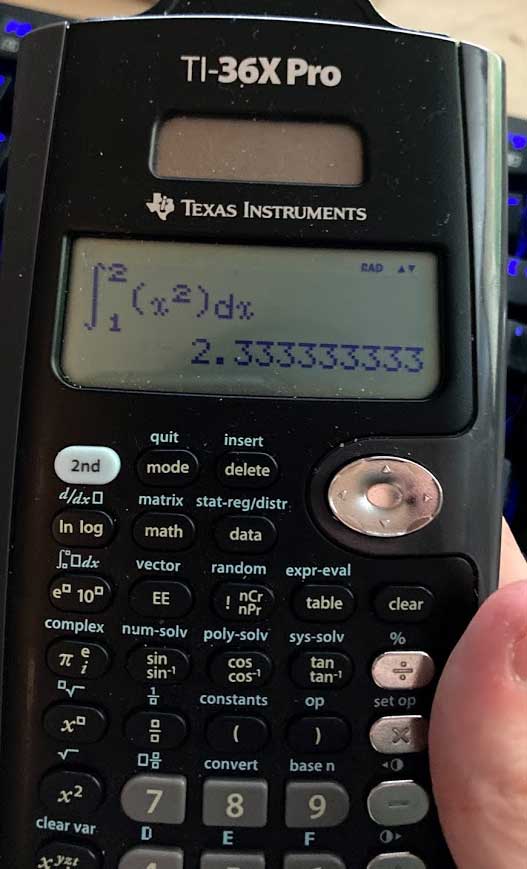 TI-36X Pro
TEXAS INSTRUMENTS
RAD ▲▼
∫₁²(x²)dx
2.333333333
quit insert
2nd mode delete
d/dx□ matrix stat-reg/distr
ln log math data
∫□□□dx vector random expr-eval
e□ 10□ EE ! nCr nPr table clear
complex num-solv poly-solv sys-solv %
π e i sin sin⁻¹ cos cos⁻¹ tan tan⁻¹ ÷
□√ 1/□ constants op set op
x□ □/□ ( ) ×
√ □□/□ convert base n
x² 7 8 9 −
clear var D E F
x yzt